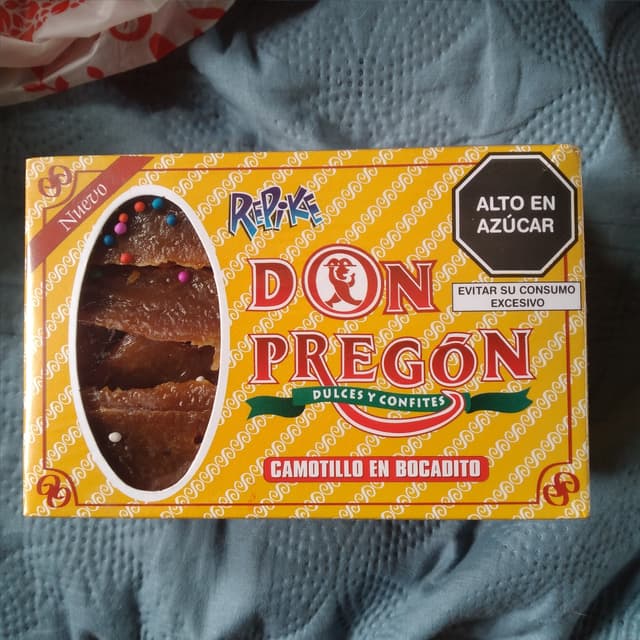 Nuevo
REPIKE
ALTO EN
AZÚCAR
EVITAR SU CONSUMO
EXCESIVO
DON
PREGÓN
DULCES Y CONFITES
CAMOTILLO EN BOCADITO